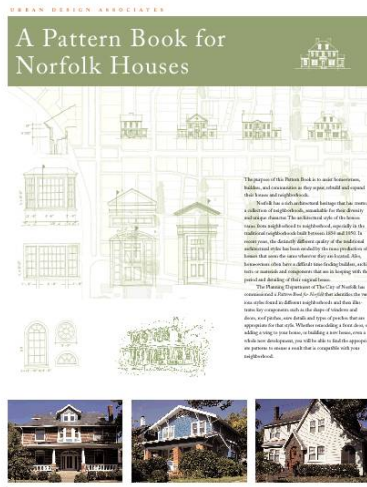 URBAN DESIGN ASSOCIATES
A Pattern Book for
Norfolk Houses
The purpose of this Pattern Book is to assist homeowners,
builders, and communities as they repair, rebuild and expand
their houses and neighborhoods.
Norfolk has a rich architectural heritage that has
a collection of neighborhoods, remarkable for their diversity
and unique character. The architectural style of the houses
varies from neighborhood to neighborhood, especially in the
traditional neighborhoods built between 1850 and 1950. In
recent years, the distinctly different quality of the traditional
architectural styles has been eroded by the mass production of
houses that seem the same wherever they are located. Also,
homeowners often have a difficult time finding builders,
or materials and components that are in keeping with the
period and detailing of their original house.
The Planning Department of The City of Norfolk has
commissioned a Pattern Book for Norfolk that identifies the
styles found in different neighborhoods and then
key components such as the shapes of windows and
doors, roof pitches, eave details and types of porches that are
appropriate for that style. Whether remodeling a front door,
adding a wing to your house, or building a new house, even a
whole new development, you will be able to find the
patterns to ensure a result that is compatible with your
neighborhood.